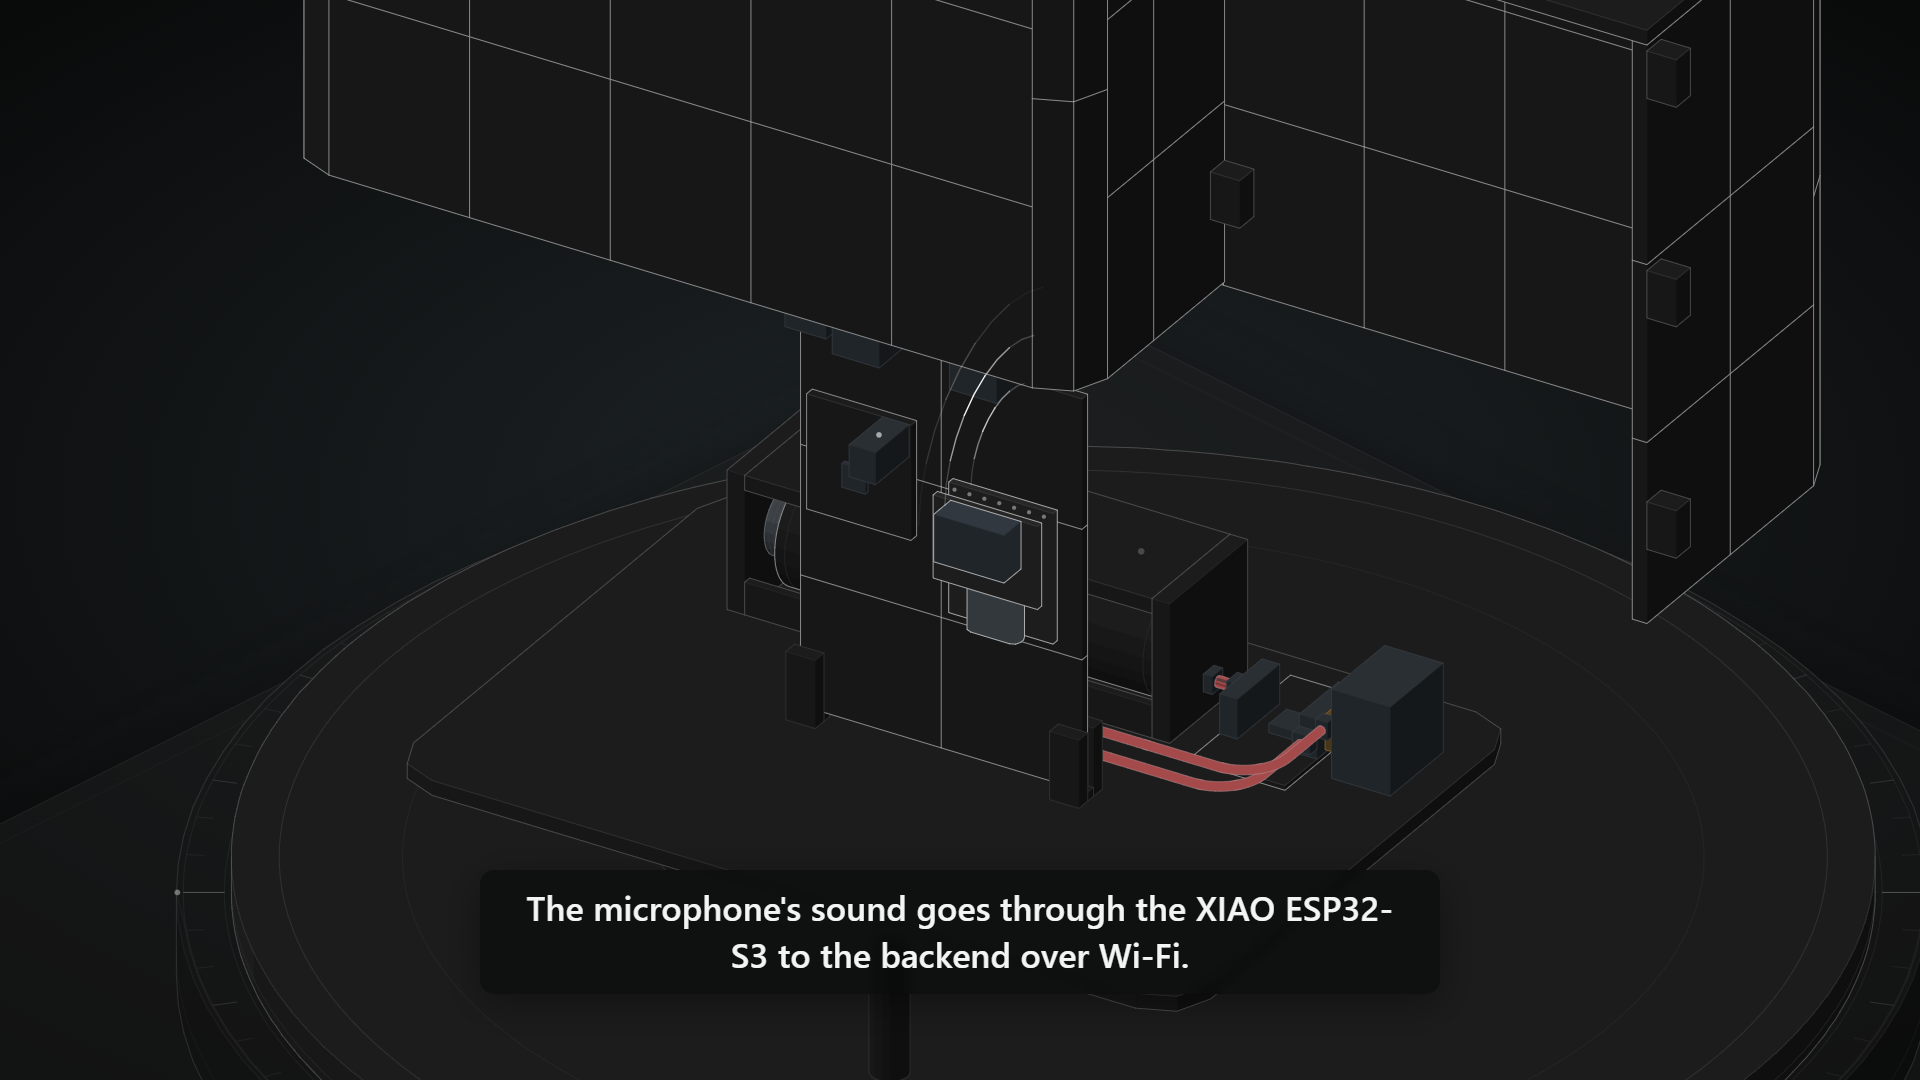 The microphone's sound goes through the XIAO ESP32-
S3 to the backend over Wi-Fi.